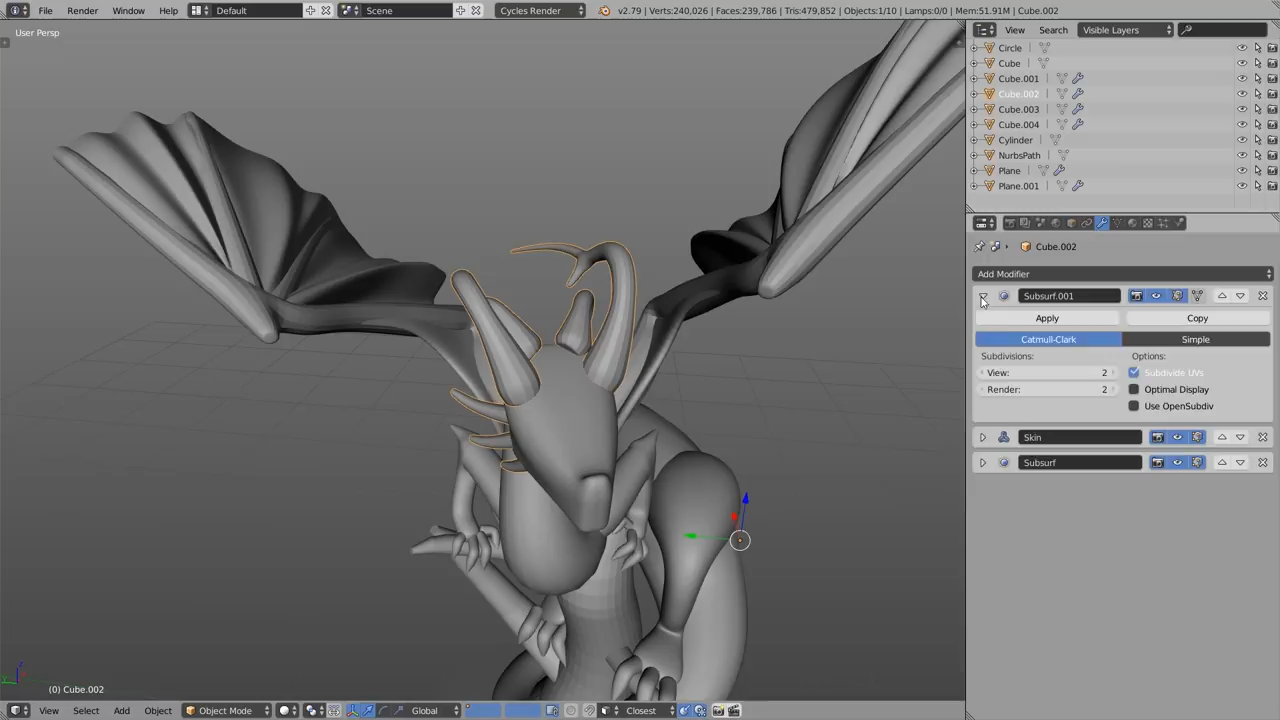 File Render Window Help Default Scene Cycles Render v2.79 | Verts:240,026 | Faces:239,786 | Tris:479,852 | Objects:1/10 | Lamps:0/0 | Mem:51.91M | Cube.002
User Persp
View Search Visible Layers
Circle
Cube
Cube.001
Cube.002
Cube.003
Cube.004
Cylinder
NurbsPath
Plane
Plane.001
Cube.002
Add Modifier
Subsurf.001
Apply Copy
Catmull-Clark Simple
Subdivisions: Options:
View: 2 Subdivide UVs
Render: 2 Optimal Display
Use OpenSubdiv
Skin
Subsurf
z
y
(0) Cube.002
View Select Add Object Object Mode Global Closest